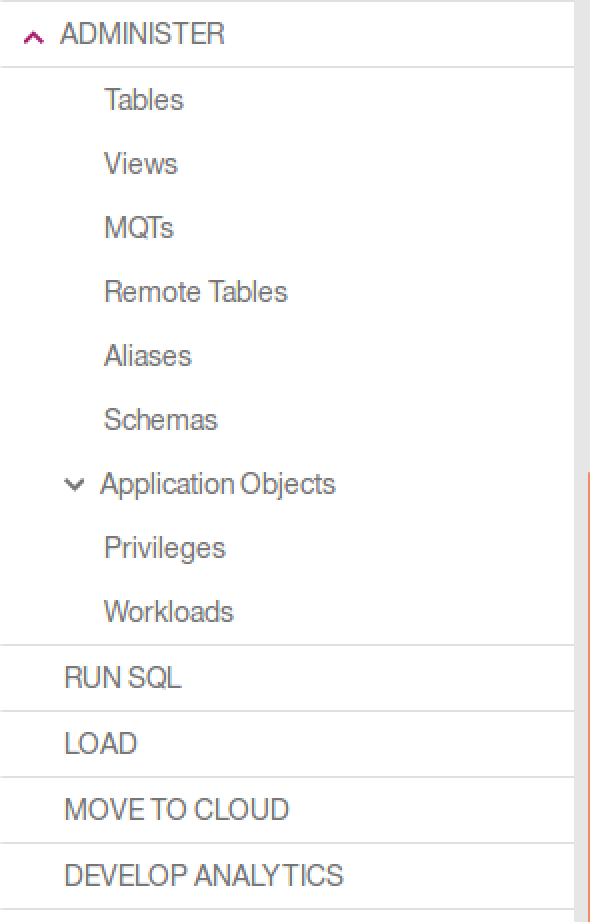 ADMINISTER
Tables
Views
MQTs
Remote Tables
Aliases
Schemas
Application Objects
Privileges
Workloads
RUN SQL
LOAD
MOVE TO CLOUD
DEVELOP ANALYTICS